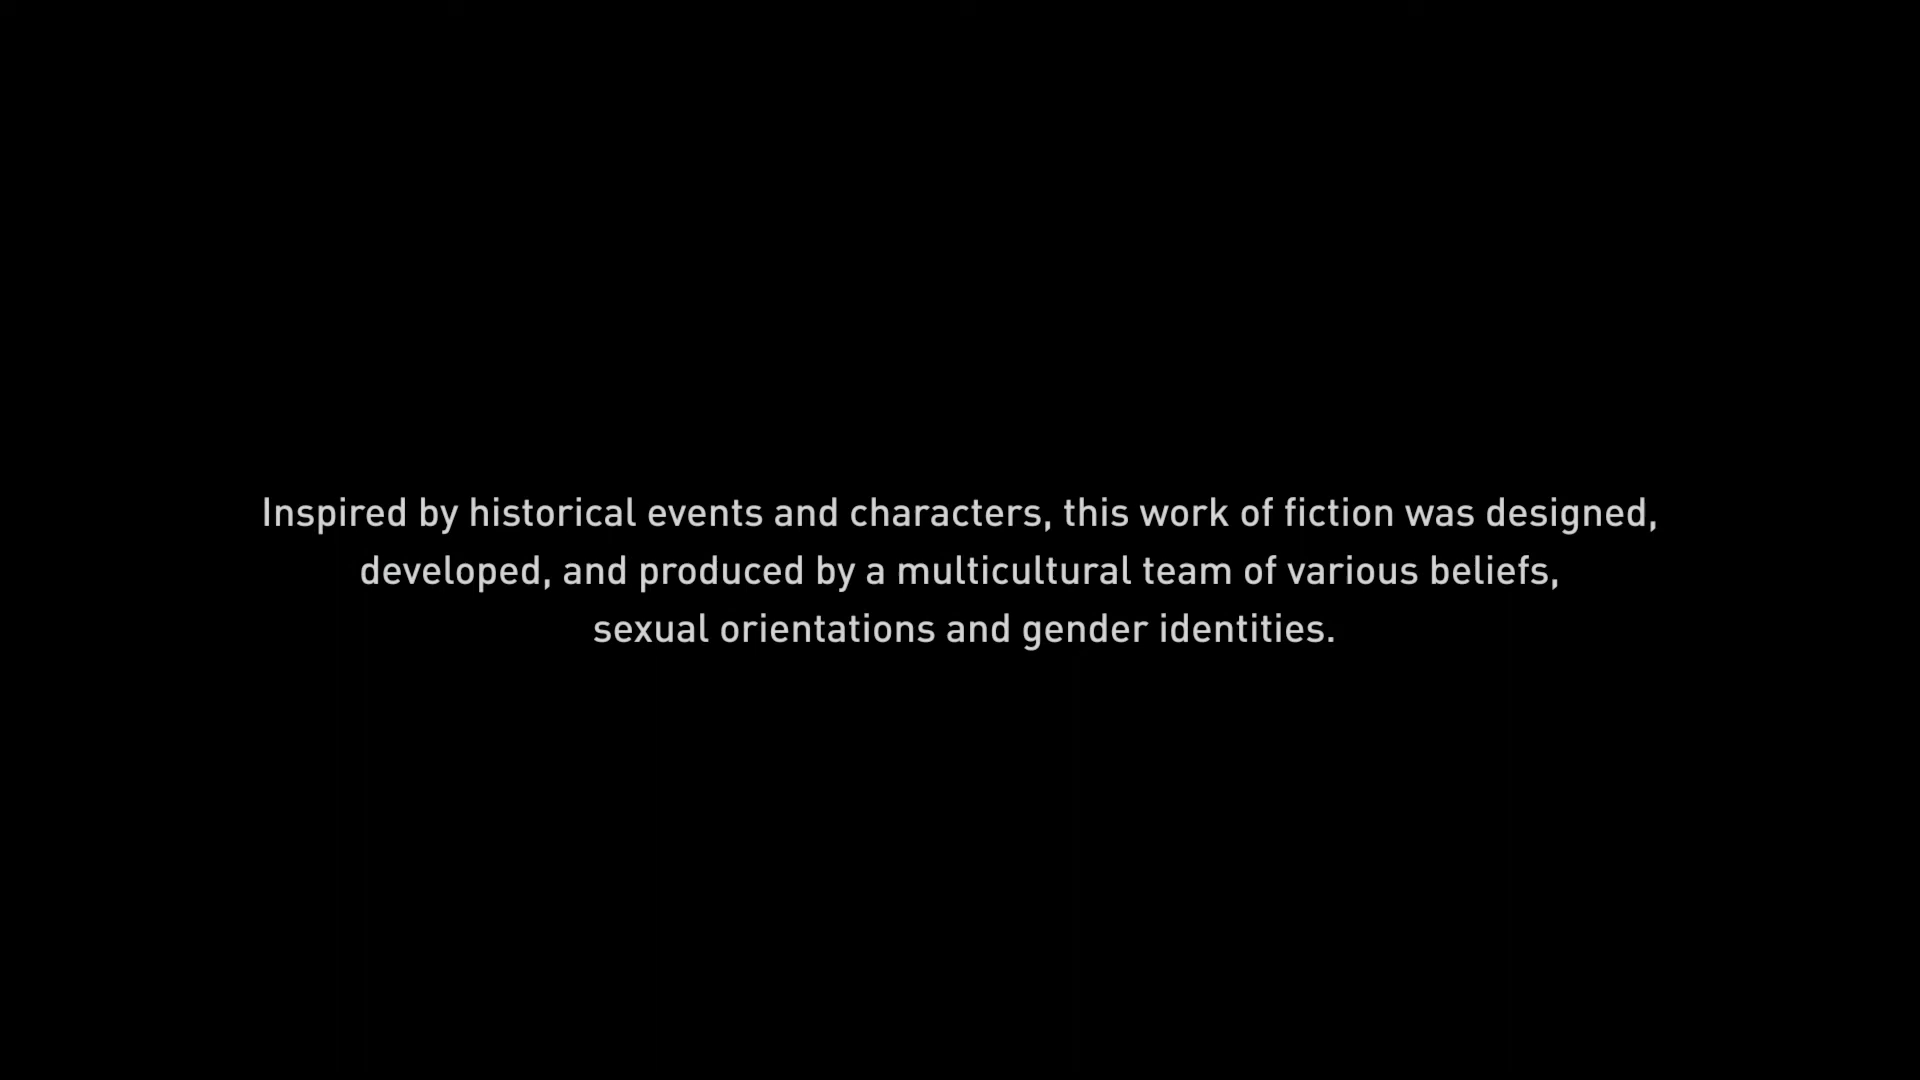 Inspired by historical events and characters, this work of fiction was designed,
developed, and produced by a multicultural team of various beliefs,
sexual orientations and gender identities.